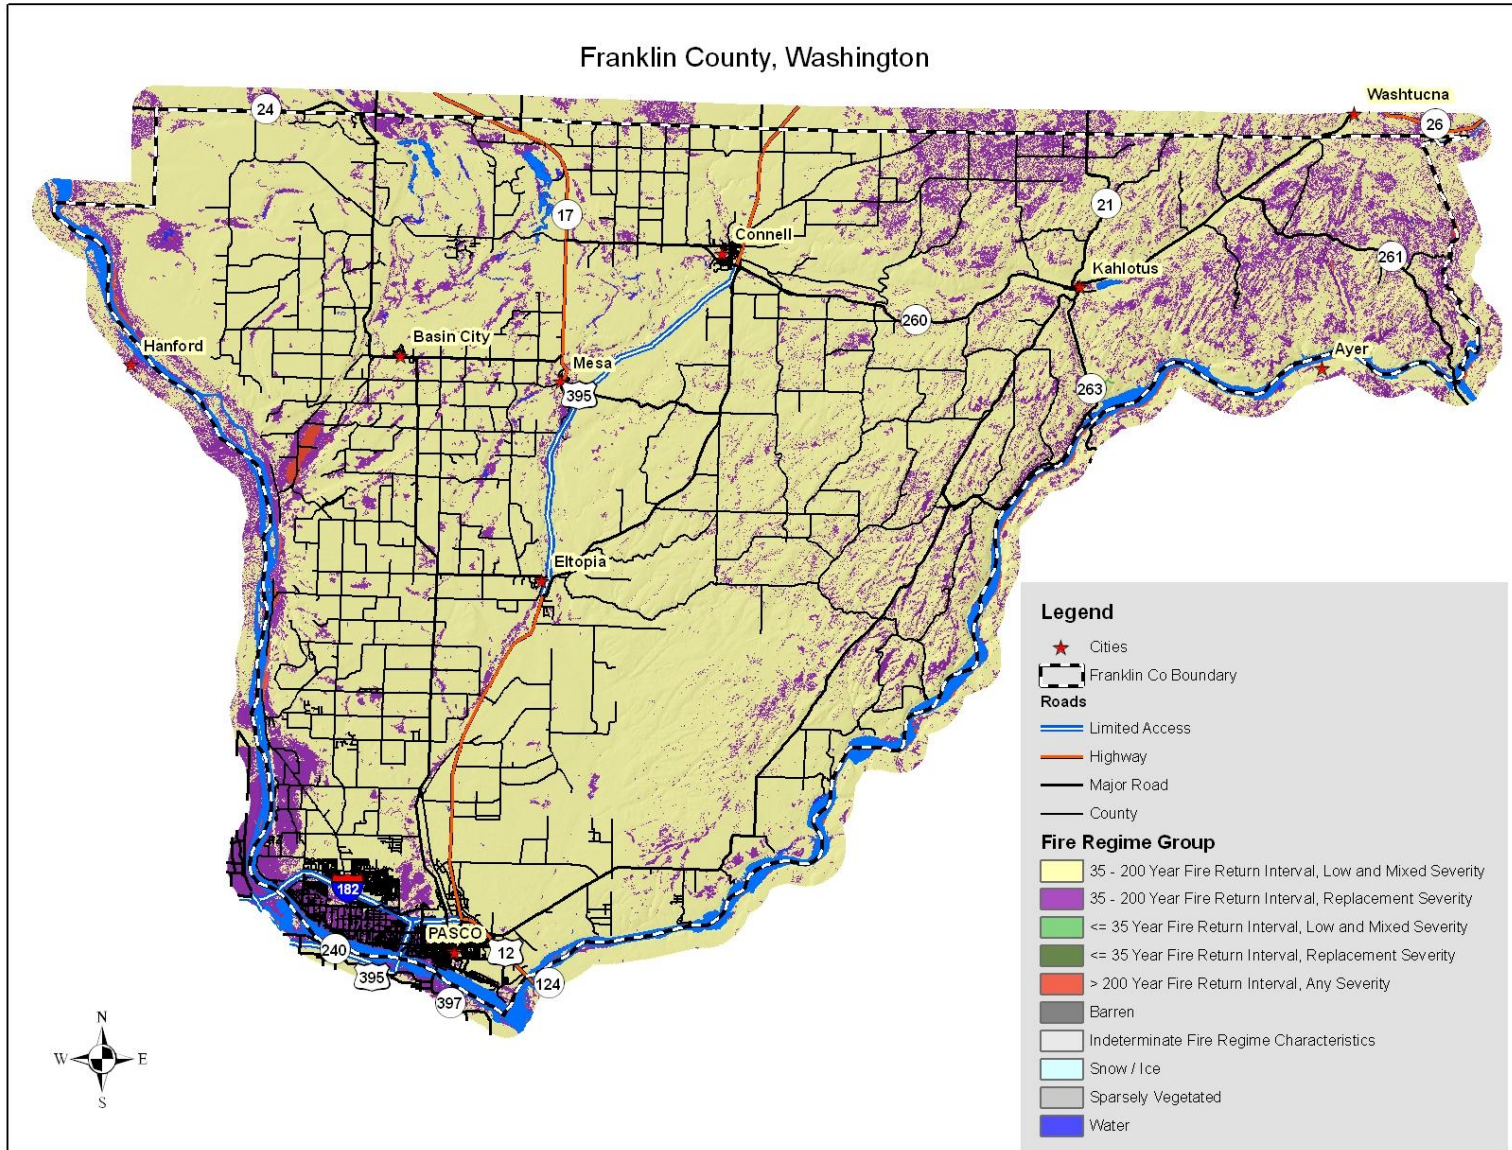 Franklin County, Washington
Washtucna
24
26
17
21
Connell
261
Kahlotus
260
Basin City
Hanford
Ayer
Mesa
395
263
Eltopia
182
PASCO
240
12
395
124
397
N
W
E
S
Legend
Cities
Franklin Co Boundary
Roads
Limited Access
Highway
Major Road
County
Fire Regime Group
35 - 200 Year Fire Return Interval, Low and Mixed Severity
35 - 200 Year Fire Return Interval, Replacement Severity
<= 35 Year Fire Return Interval, Low and Mixed Severity
<= 35 Year Fire Return Interval, Replacement Severity
> 200 Year Fire Return Interval, Any Severity
Barren
Indeterminate Fire Regime Characteristics
Snow / Ice
Sparsely Vegetated
Water